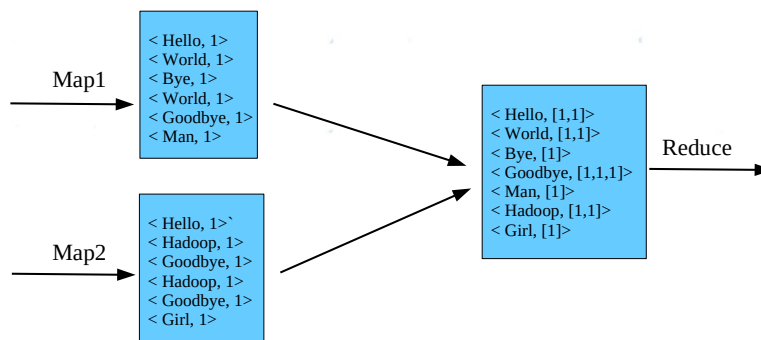 Map1
< Hello, 1>
< World, 1>
< Bye, 1>
< World, 1>
< Goodbye, 1>
< Man, 1>
Map2
< Hello, 1>`
< Hadoop, 1>
< Goodbye, 1>
< Hadoop, 1>
< Goodbye, 1>
< Girl, 1>
< Hello, [1,1]>
< World, [1,1]>
< Bye, [1]>
< Goodbye, [1,1,1]>
< Man, [1]>
< Hadoop, [1,1]>
< Girl, [1]>
Reduce